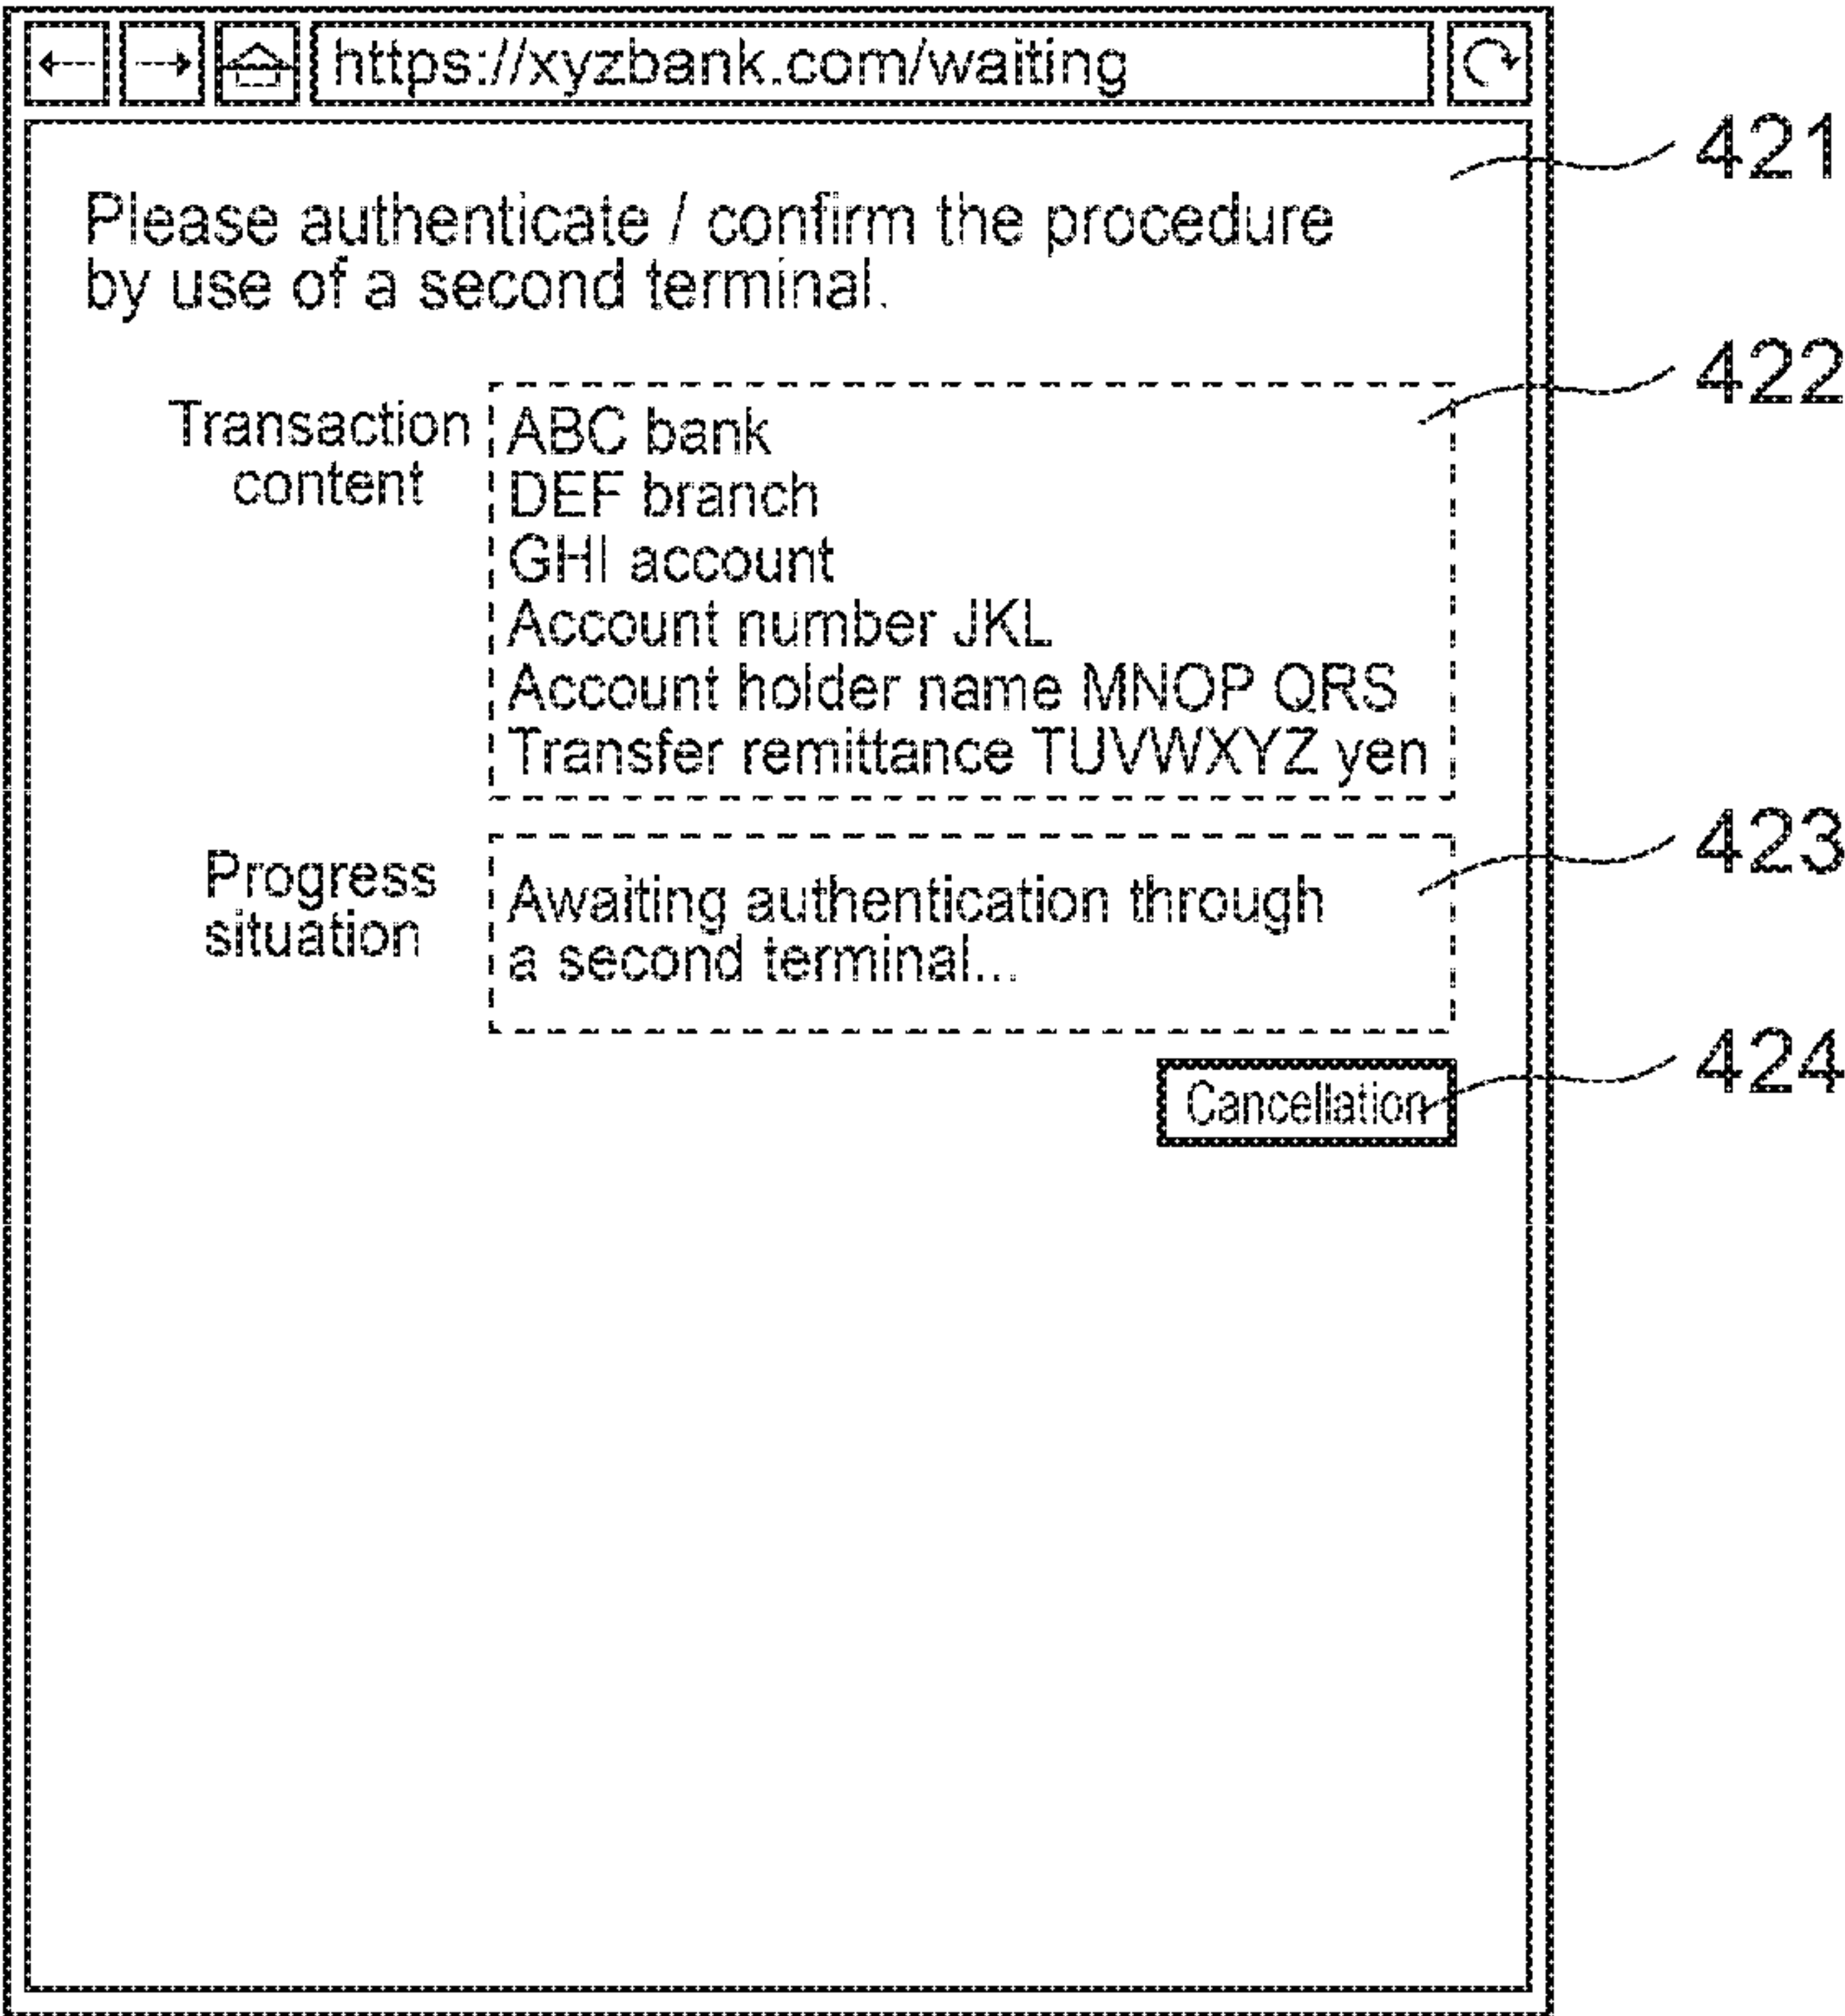 https://xyzbank.com/waiting
421
Please authenticate / confirm the procedure
by use of a second terminal.
422
Transaction
content
ABC bank
DEF branch
GHI account
Account number JKL
Account holder name MNOP QRS
Transfer remittance TUVWXYZ yen
423
Progress
situation
Awaiting authentication through
a second terminal...
424
Cancellation